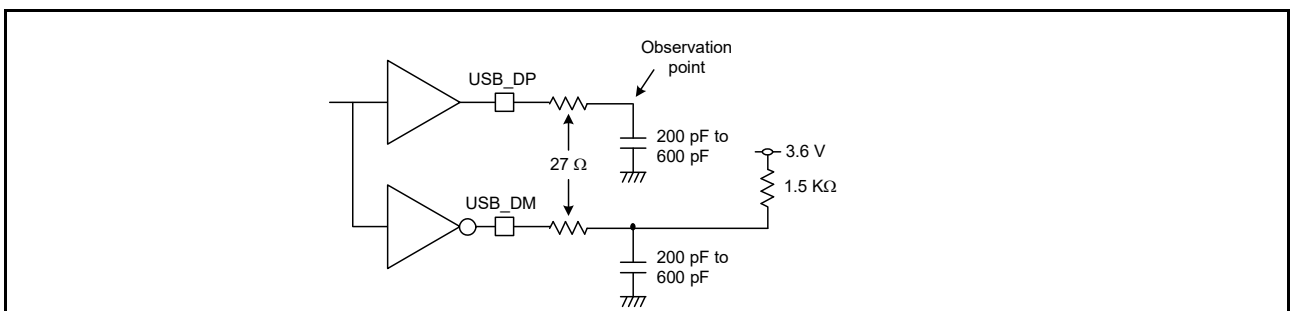 Observation
point
USB_DP
200 pF to
600 pF
3.6 V
27 Ω
1.5 KΩ
USB_DM
200 pF to
600 pF